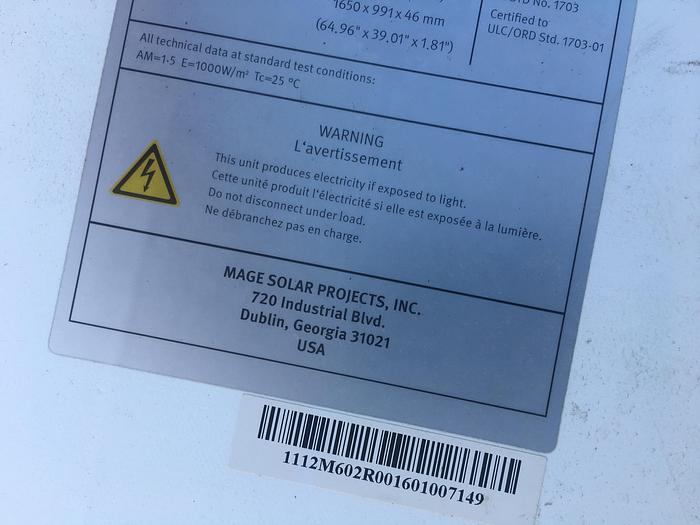 1650 x 991 x 46 mm
(64.96" x 39.01" x 1.81")
No. 1703
Certified to
ULC/ORD Std. 1703-01
All technical data at standard test conditions:
AM=1·5 E=1000W/m² Tc=25 °C
WARNING
L'avertissement
This unit produces electricity if exposed to light.
Cette unité produit l'électricité si elle est exposée à la lumière.
Do not disconnect under load.
Ne débranchez pas en charge.
MAGE SOLAR PROJECTS, INC.
720 Industrial Blvd.
Dublin, Georgia 31021
USA
1112M602R001601007149